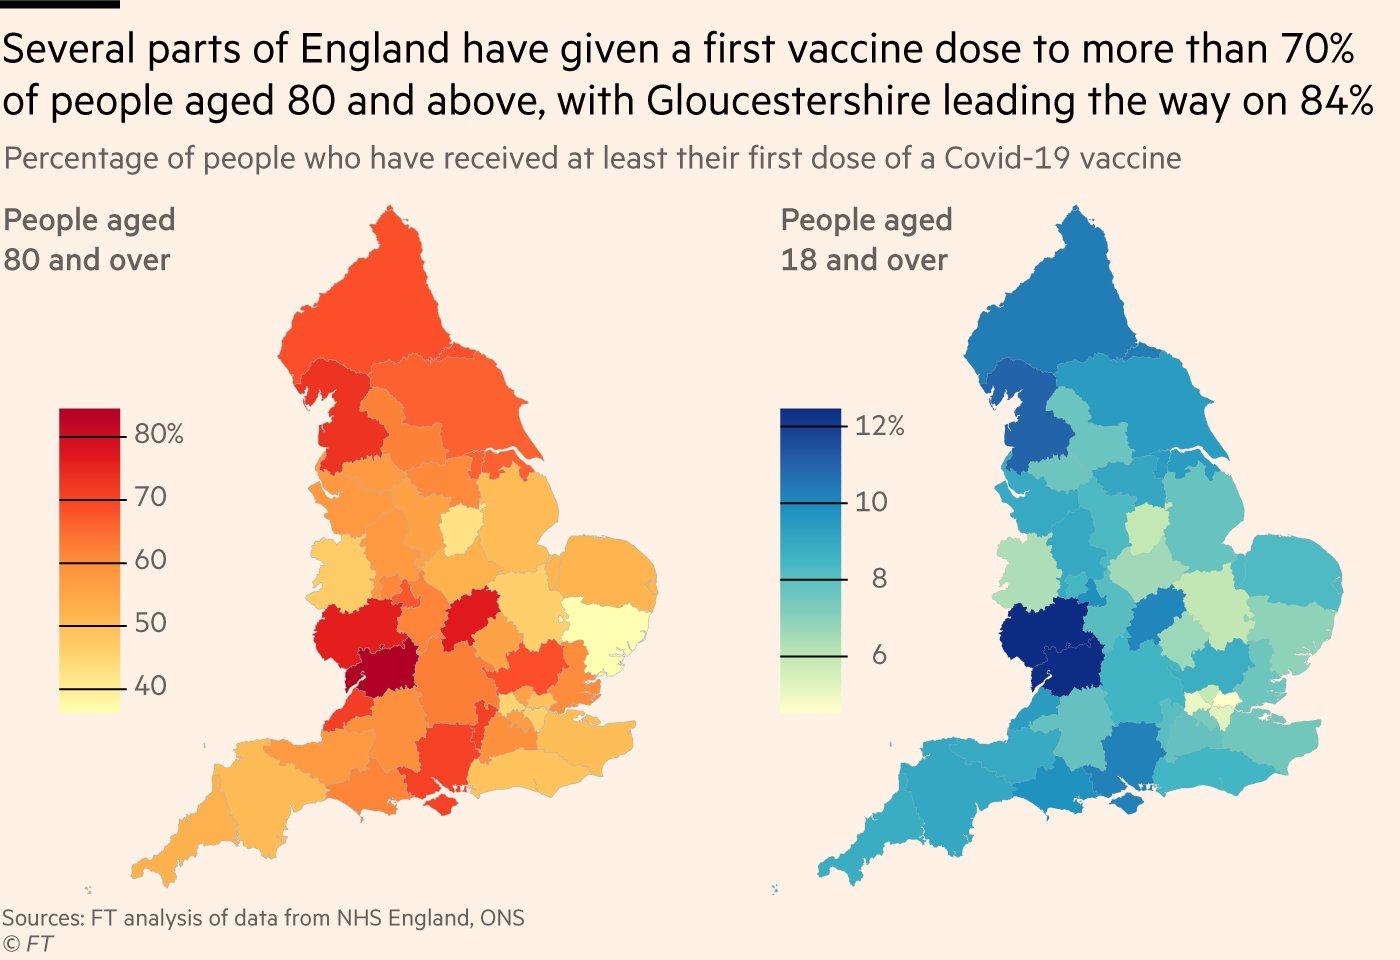 Several parts of England have given a first vaccine dose to more than 70%
of people aged 80 and above, with Gloucestershire leading the way on 84%
Percentage of people who have received at least their first dose of a Covid-19 vaccine
People aged
80 and over
80%
70
60
50
40
People aged
18 and over
12%
10
8
6
Sources: FT analysis of data from NHS England, ONS
© FT